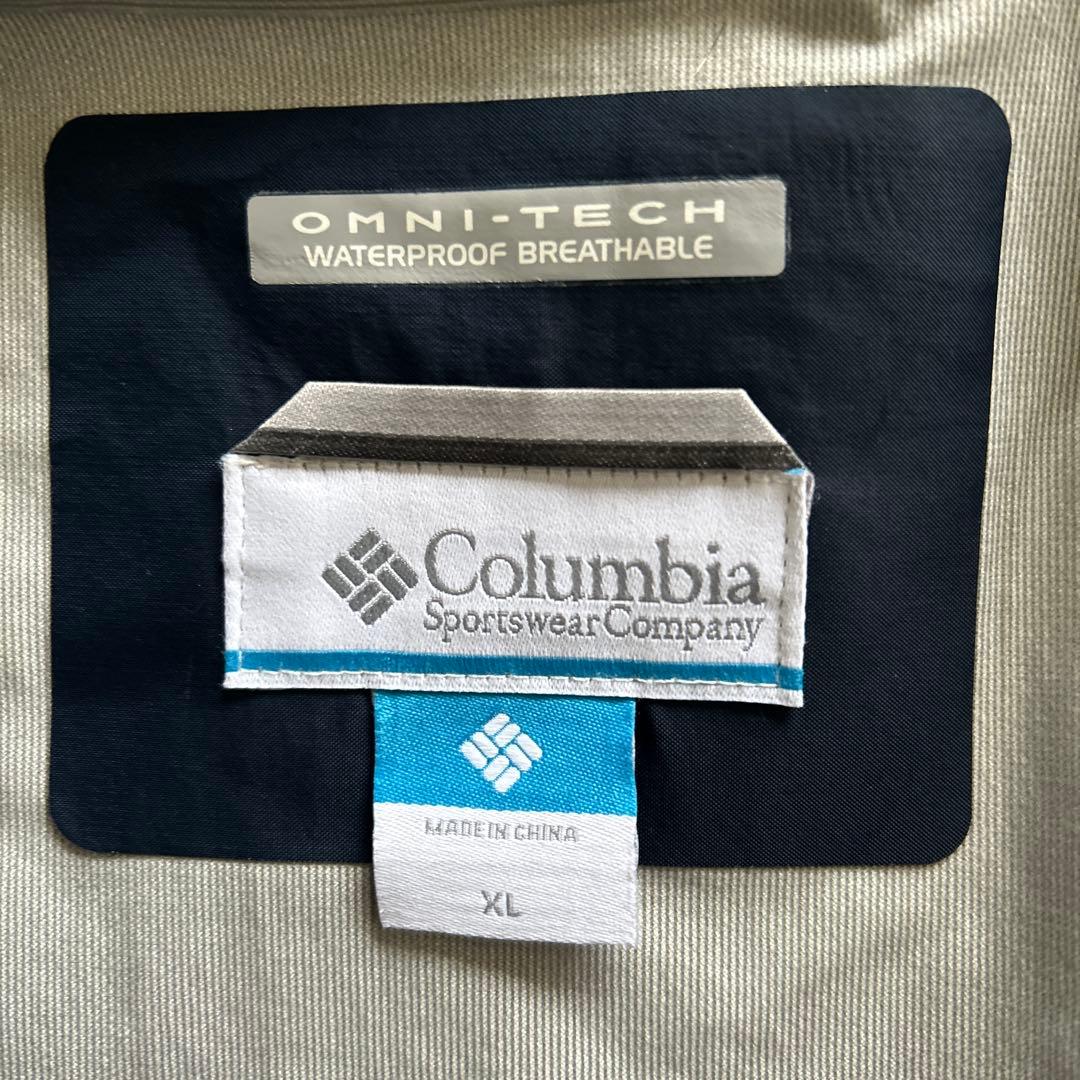 OMNI-TECH
WATERPROOF BREATHABLE
Columbia
Sportswear Company
MADE IN CHINA
XL